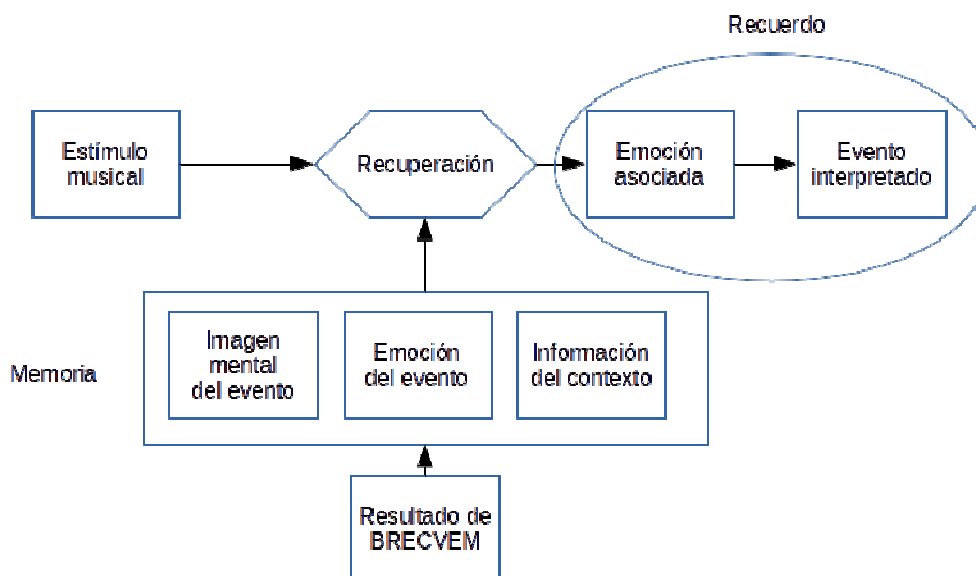 Recuerdo
Estímulo
musical
Recuperación
Emoción
asociada
Evento
interpretado
Memoria
Imagen
mental
del evento
Emoción
del evento
Información
del contexto
Resultado de
BRECVEM